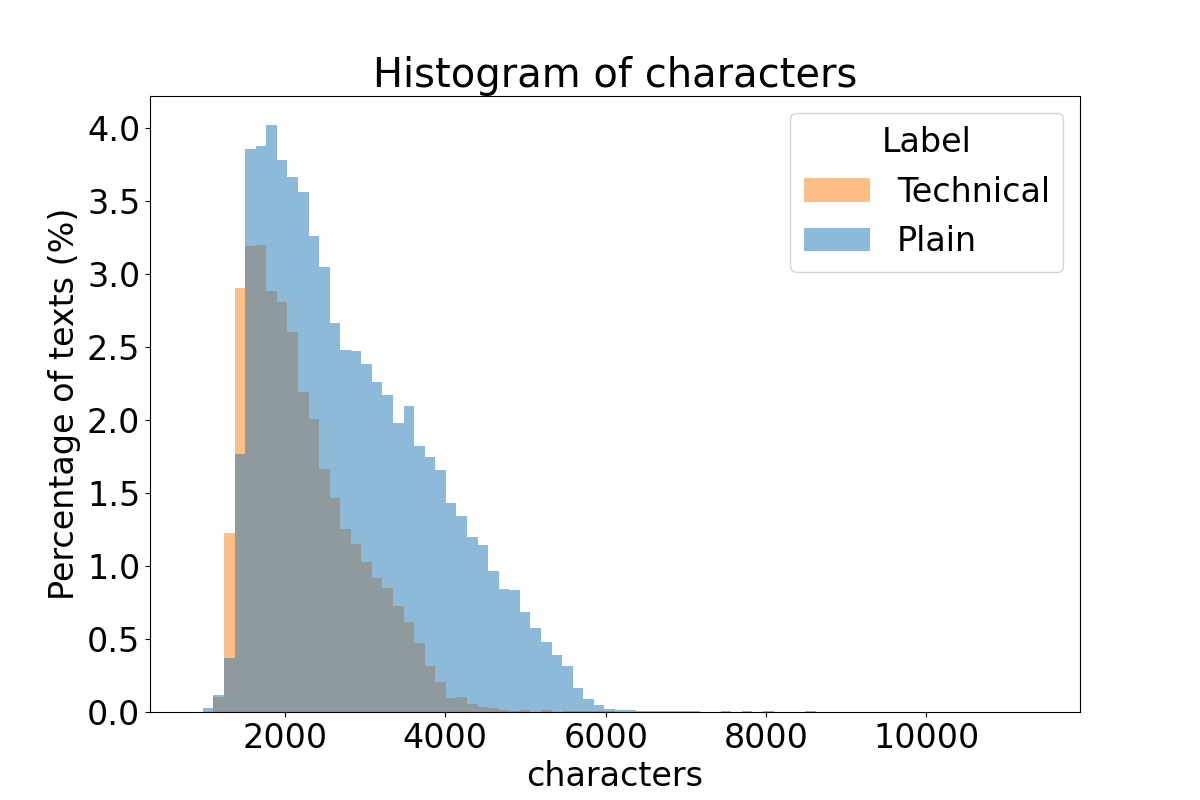 Histogram of characters
Label
Technical
Plain
Percentage of texts (%)
4.0
3.5
3.0
2.5
2.0
1.5
1.0
0.5
0.0
2000 4000 6000 8000 10000
characters